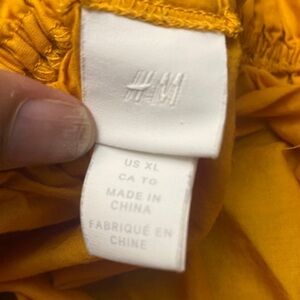 H&M
US XL
CA TG
MADE IN
CHINA
FABRIQUÉ EN
CHINE